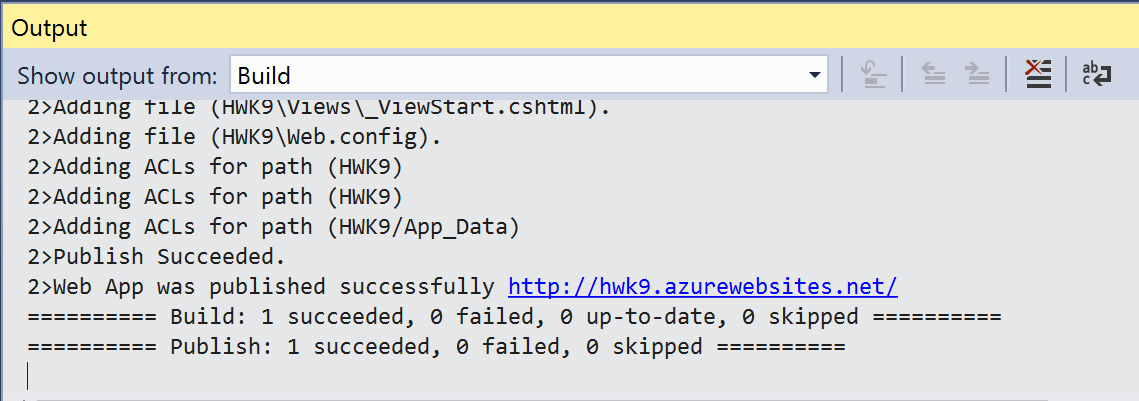 Output
Show output from: Build
2>Adding file (HWK9\Views\_ViewStart.cshtml).
2>Adding file (HWK9\Web.config).
2>Adding ACLs for path (HWK9)
2>Adding ACLs for path (HWK9)
2>Adding ACLs for path (HWK9/App_Data)
2>Publish Succeeded.
2>Web App was published successfully http://hwk9.azurewebsites.net/
========== Build: 1 succeeded, 0 failed, 0 up-to-date, 0 skipped ==========
========== Publish: 1 succeeded, 0 failed, 0 skipped ==========